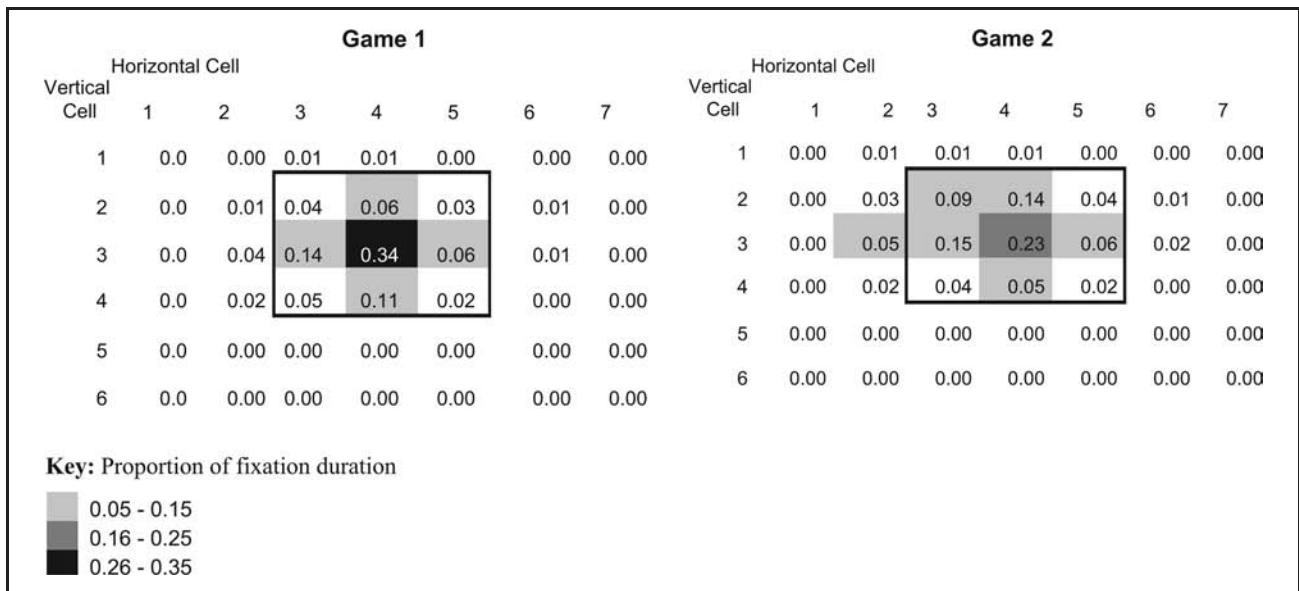 Game 1
Horizontal Cell
Vertical
Cell 1 2 3 4 5 6 7
1 0.0 0.00 0.01 0.01 0.00 0.00 0.00
2 0.0 0.01 0.04 0.06 0.03 0.01 0.00
3 0.0 0.04 0.14 0.34 0.06 0.01 0.00
4 0.0 0.02 0.05 0.11 0.02 0.00 0.00
5 0.0 0.00 0.00 0.00 0.00 0.00 0.00
6 0.0 0.00 0.00 0.00 0.00 0.00 0.00
Game 2
Horizontal Cell
Vertical
Cell 1 2 3 4 5 6 7
1 0.00 0.01 0.01 0.01 0.00 0.00 0.00
2 0.00 0.03 0.09 0.14 0.04 0.01 0.00
3 0.00 0.05 0.15 0.23 0.06 0.02 0.00
4 0.00 0.02 0.04 0.05 0.02 0.00 0.00
5 0.00 0.00 0.00 0.00 0.00 0.00 0.00
6 0.00 0.00 0.00 0.00 0.00 0.00 0.00
Key: Proportion of fixation duration
0.05 - 0.15
0.16 - 0.25
0.26 - 0.35